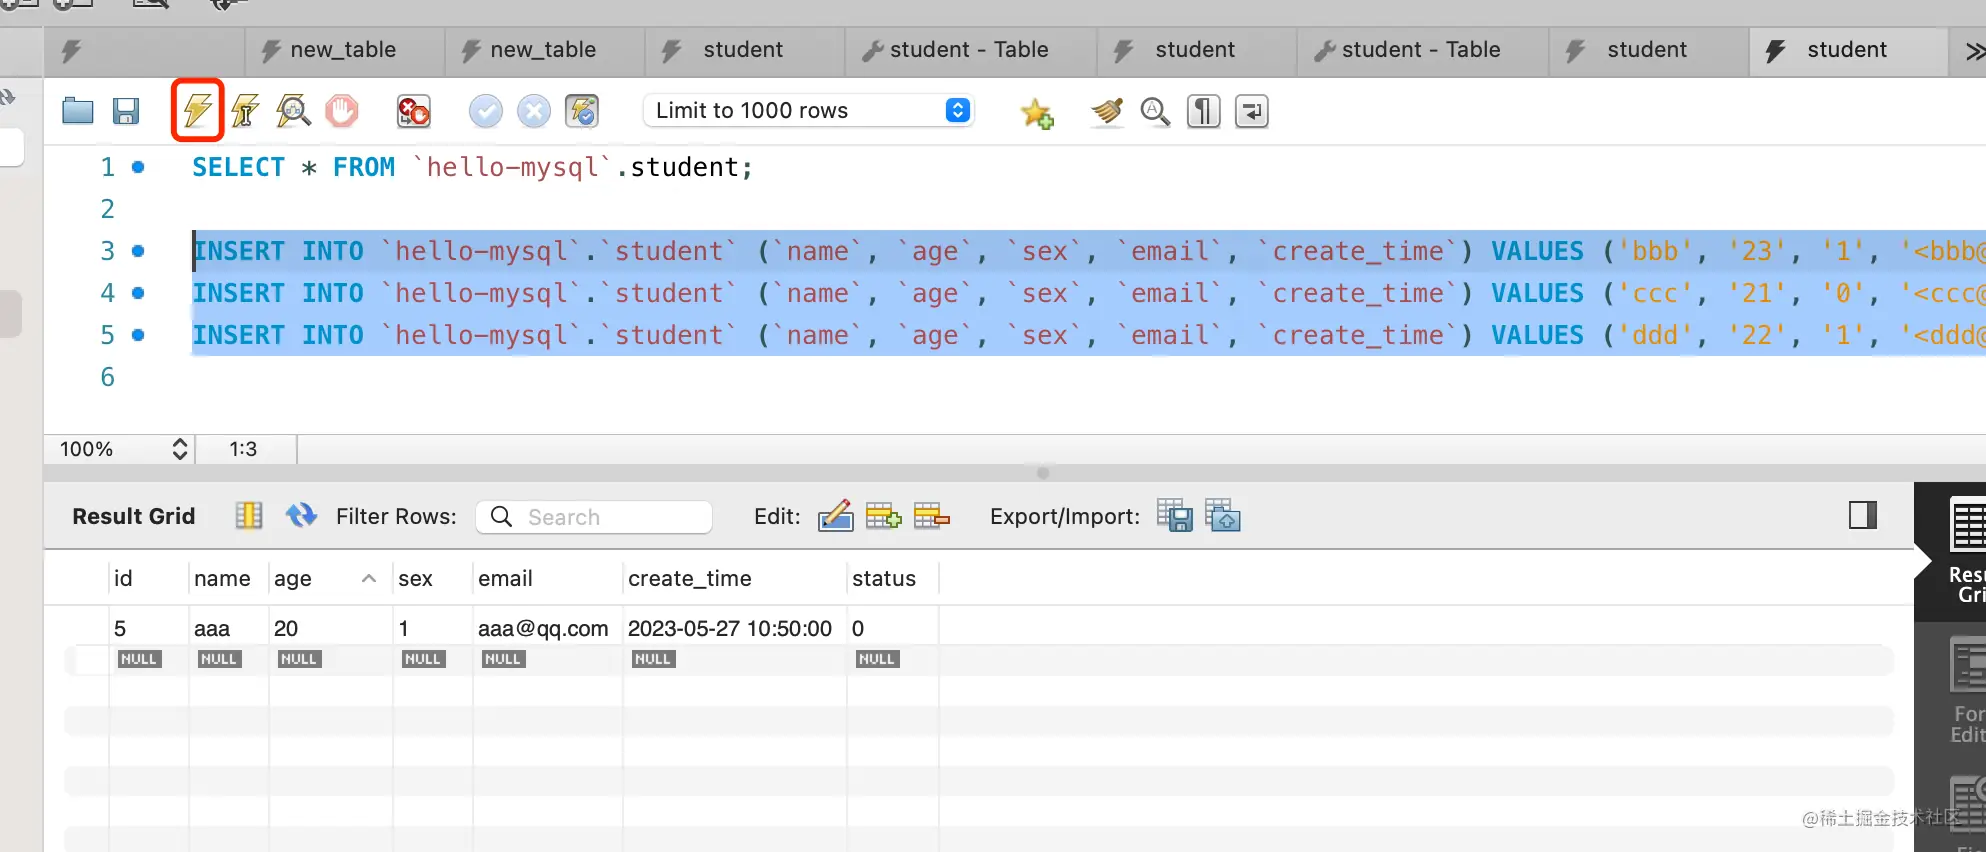 new_table new_table student student - Table student student - Table student student
Limit to 1000 rows
1 SELECT * FROM `hello-mysql`.student;
2
3 INSERT INTO `hello-mysql`.`student` (`name`, `age`, `sex`, `email`, `create_time`) VALUES ('bbb', '23', '1', '<bbb@
4 INSERT INTO `hello-mysql`.`student` (`name`, `age`, `sex`, `email`, `create_time`) VALUES ('ccc', '21', '0', '<ccc@
5 INSERT INTO `hello-mysql`.`student` (`name`, `age`, `sex`, `email`, `create_time`) VALUES ('ddd', '22', '1', '<ddd@
6
100% 1:3
Result Grid Filter Rows: Search Edit: Export/Import:
id name age sex email create_time status
5 aaa 20 1 aaa@qq.com 2023-05-27 10:50:00 0
NULL NULL NULL NULL NULL NULL NULL
Resu
Gri
For
Edit
@稀土掘金技术社区